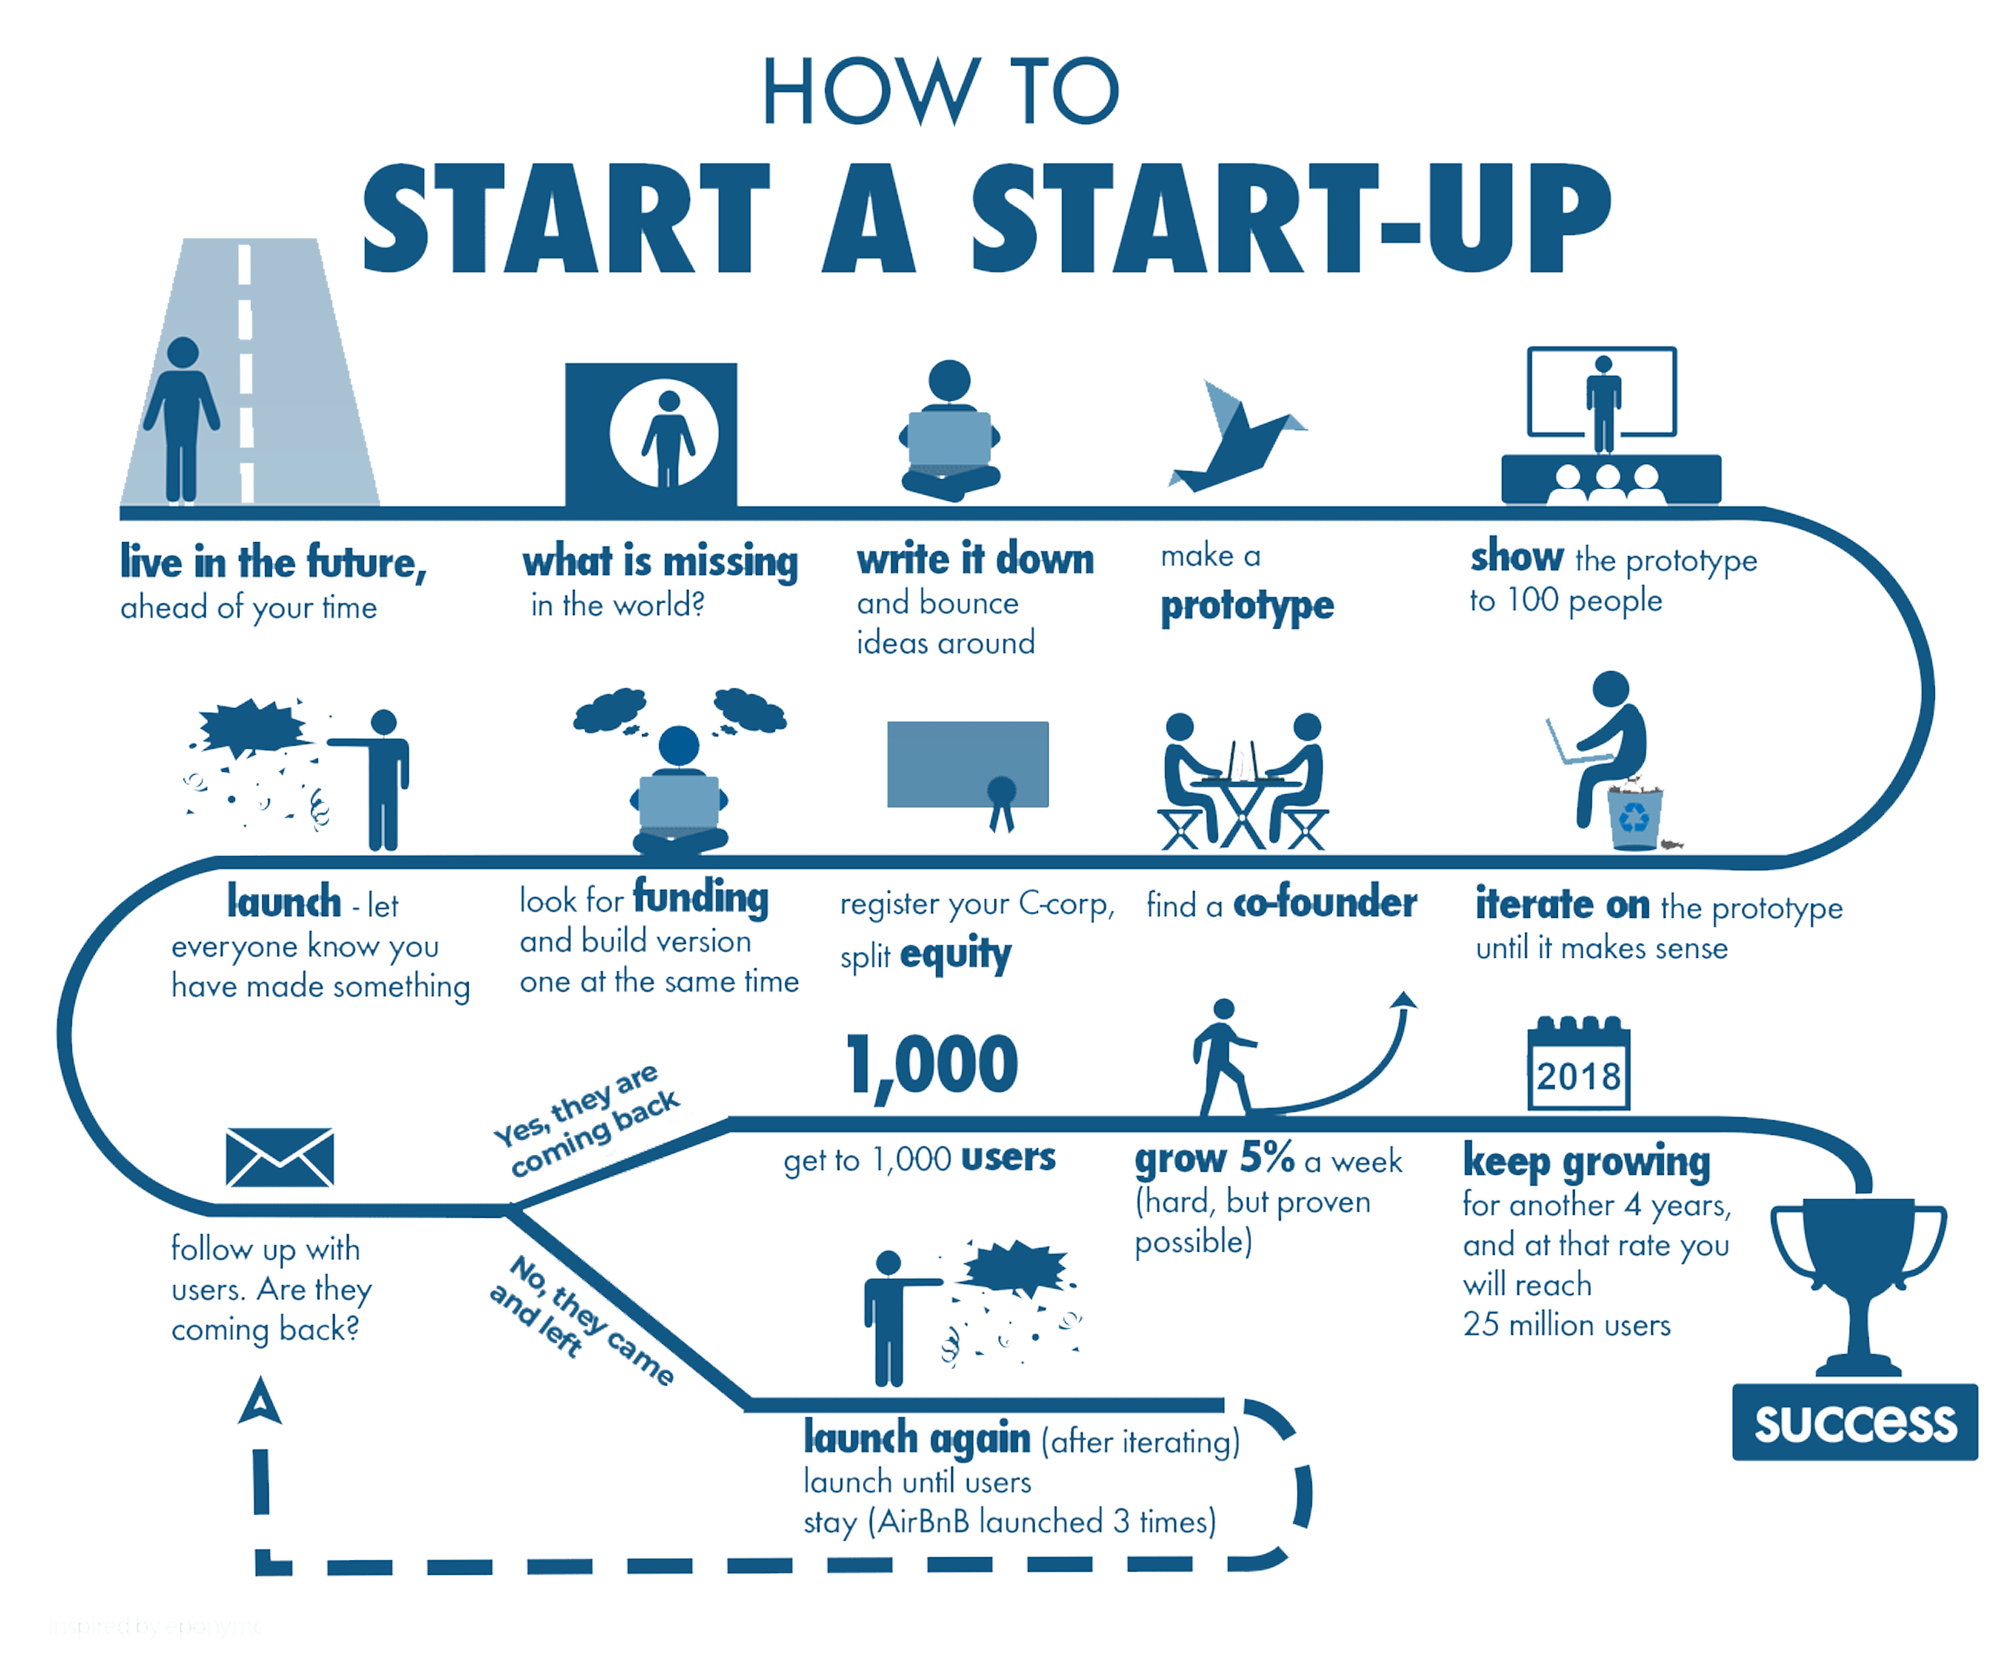 HOW TO
START A START-UP
live in the future,
ahead of your time
what is missing
in the world?
write it down
and bounce
ideas around
make a
prototype
show the prototype
to 100 people
iterate on the prototype
until it makes sense
find a co-founder
register your C-corp,
split equity
look for funding
and build version
one at the same time
launch - let
everyone know you
have made something
follow up with
users. Are they
coming back?
Yes, they are
coming back
1,000
get to 1,000 users
grow 5% a week
(hard, but proven
possible)
2018
keep growing
for another 4 years,
and at that rate you
will reach
25 million users
success
No, they came
and left
launch again (after iterating)
launch until users
stay (AirBnB launched 3 times)
inspired by